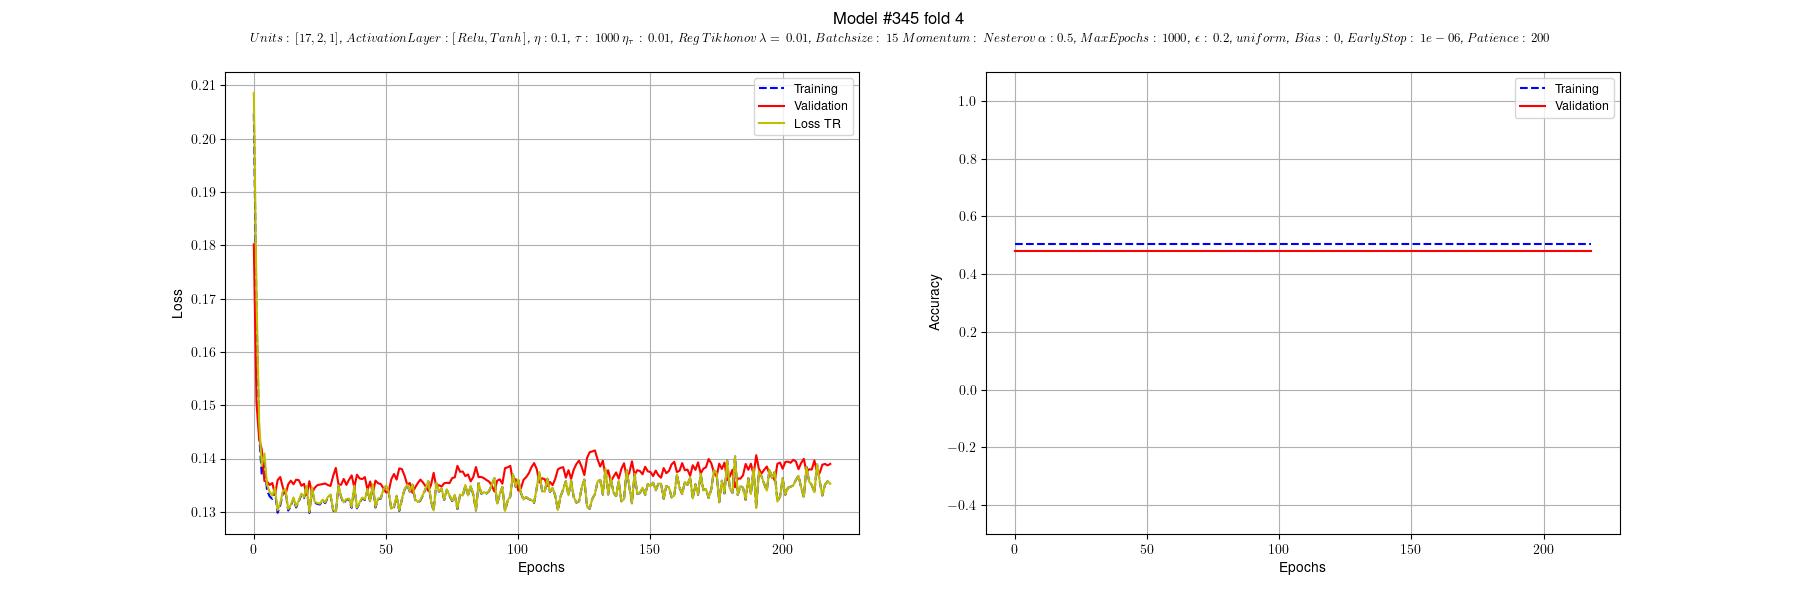 Model #345 fold 4
Units : [17, 2, 1], ActivationLayer : [Relu, Tanh], η : 0.1, τ : 1000 η_τ : 0.01, Reg Tikhonov λ = 0.01, Batchsize : 15 Momentum : Nesterov α : 0.5, MaxEpochs : 1000, ϵ : 0.2, uniform, Bias : 0, EarlyStop : 1e − 06, Patience : 200
Loss
0.21
0.20
0.19
0.18
0.17
0.16
0.15
0.14
0.13
0 50 100 150 200
Epochs
Training
Validation
Loss TR
Accuracy
1.0
0.8
0.6
0.4
0.2
0.0
−0.2
−0.4
0 50 100 150 200
Epochs
Training
Validation